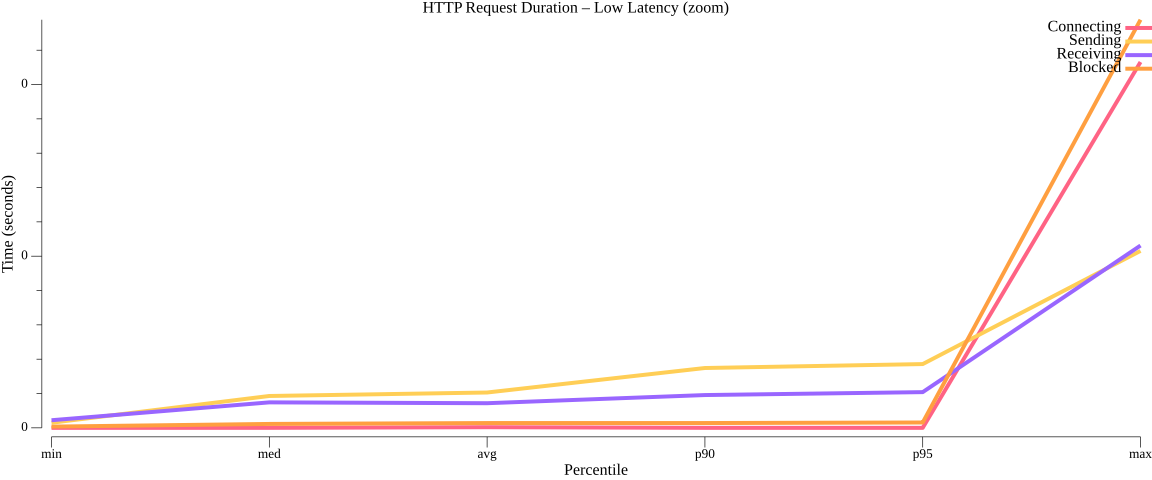 HTTP Request Duration – Low Latency (zoom)
Connecting
Sending
Receiving
Blocked
Time (seconds)
0
0
0
min med avg p90 p95 max
Percentile